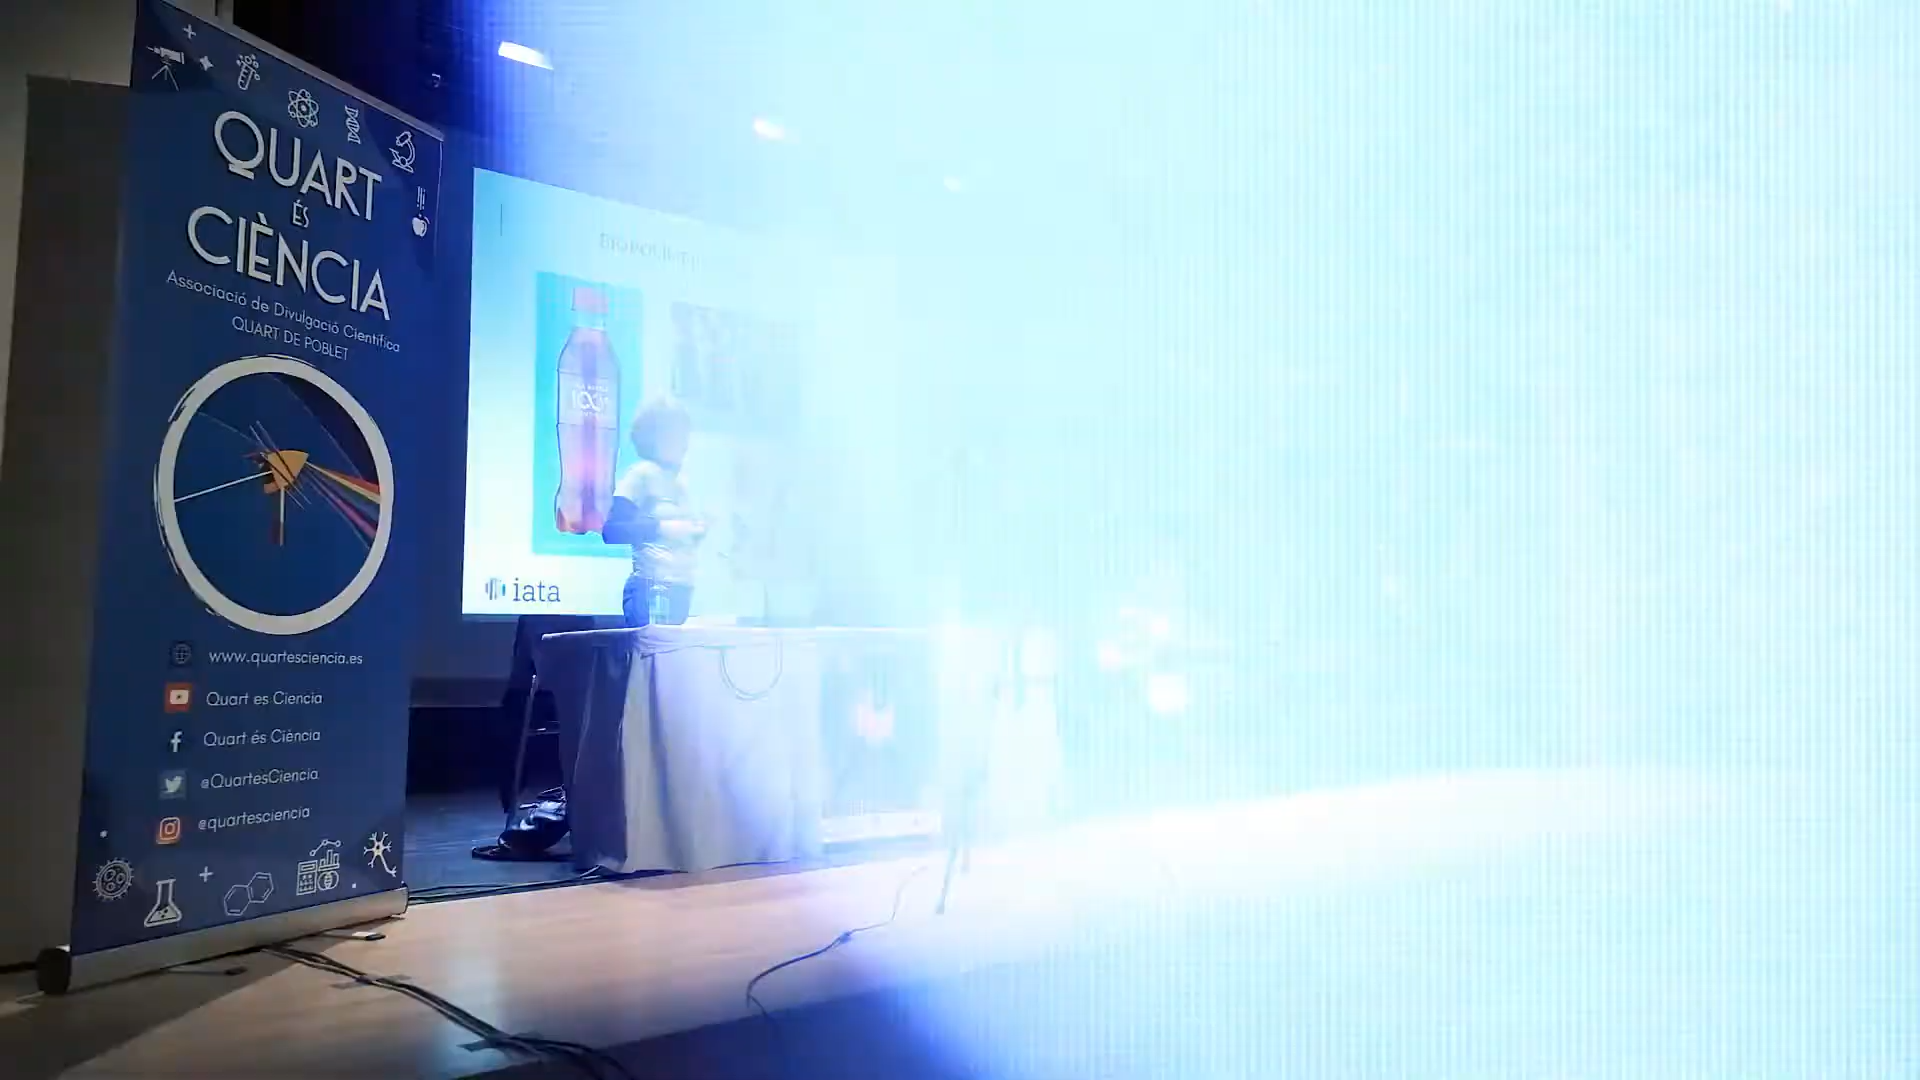 QUART
ÉS
CIÈNCIA
Associació de Divulgació Científica
QUART DE POBLET
www.quartesciencia.es
Quart es Ciencia
Quart és Ciència
@QuartesCiencia
@quartesciencia
iata